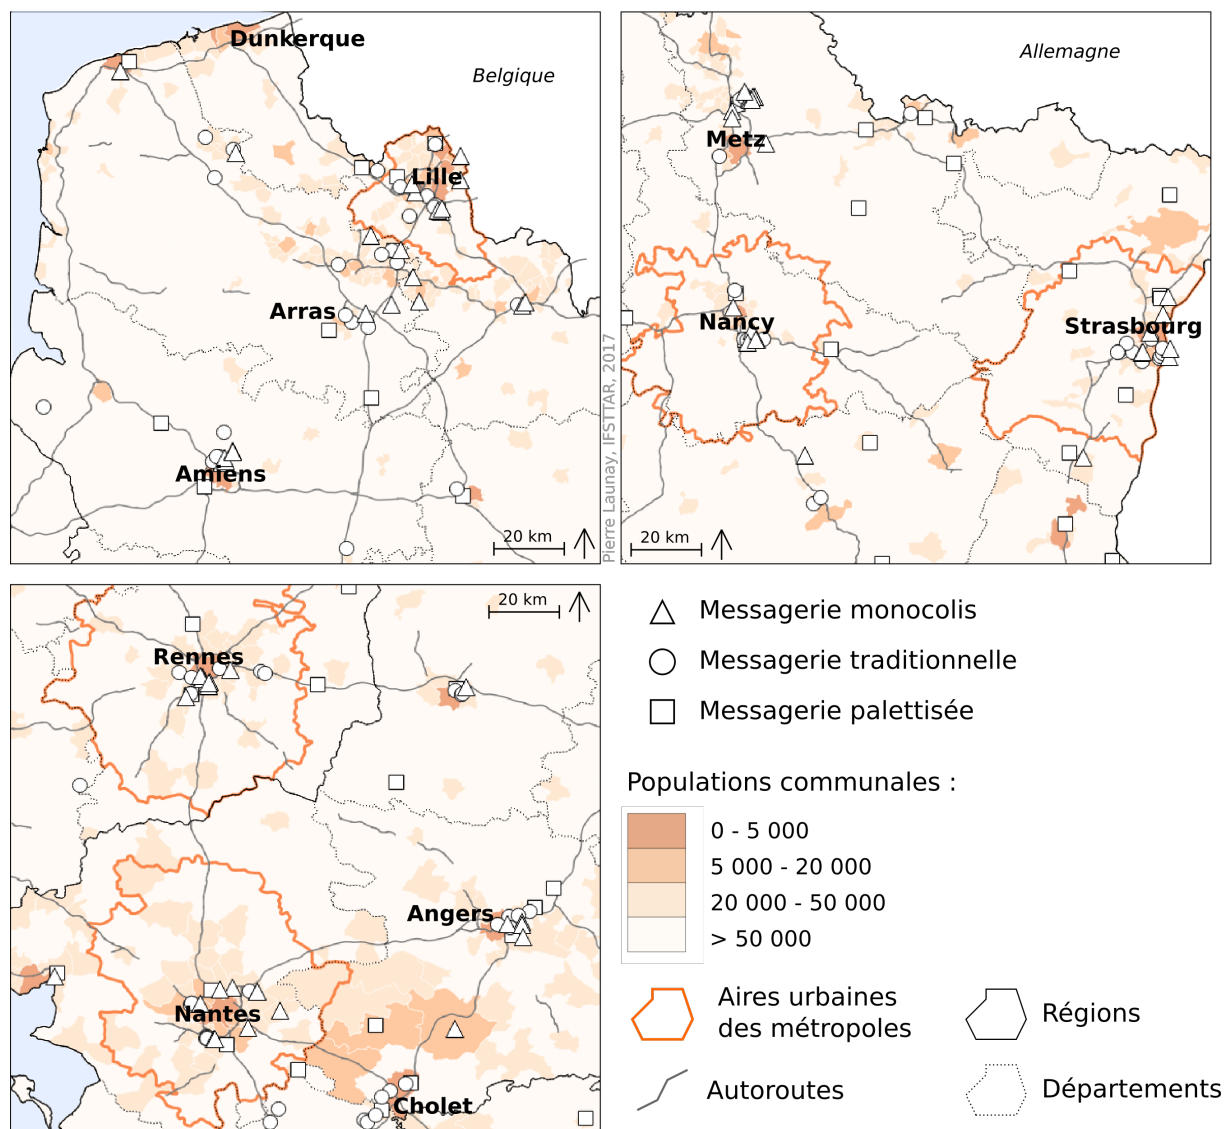 Dunkerque
Belgique
Lille
Arras
Amiens
20 km
Pierre Launay, IFSTTAR, 2017
Allemagne
Metz
Nancy
Strasbourg
20 km
20 km
Rennes
Angers
Nantes
Cholet
Messagerie monocolis
Messagerie traditionnelle
Messagerie palettisée
Populations communales :
0 - 5 000
5 000 - 20 000
20 000 - 50 000
> 50 000
Aires urbaines
des métropoles
Régions
Autoroutes
Départements